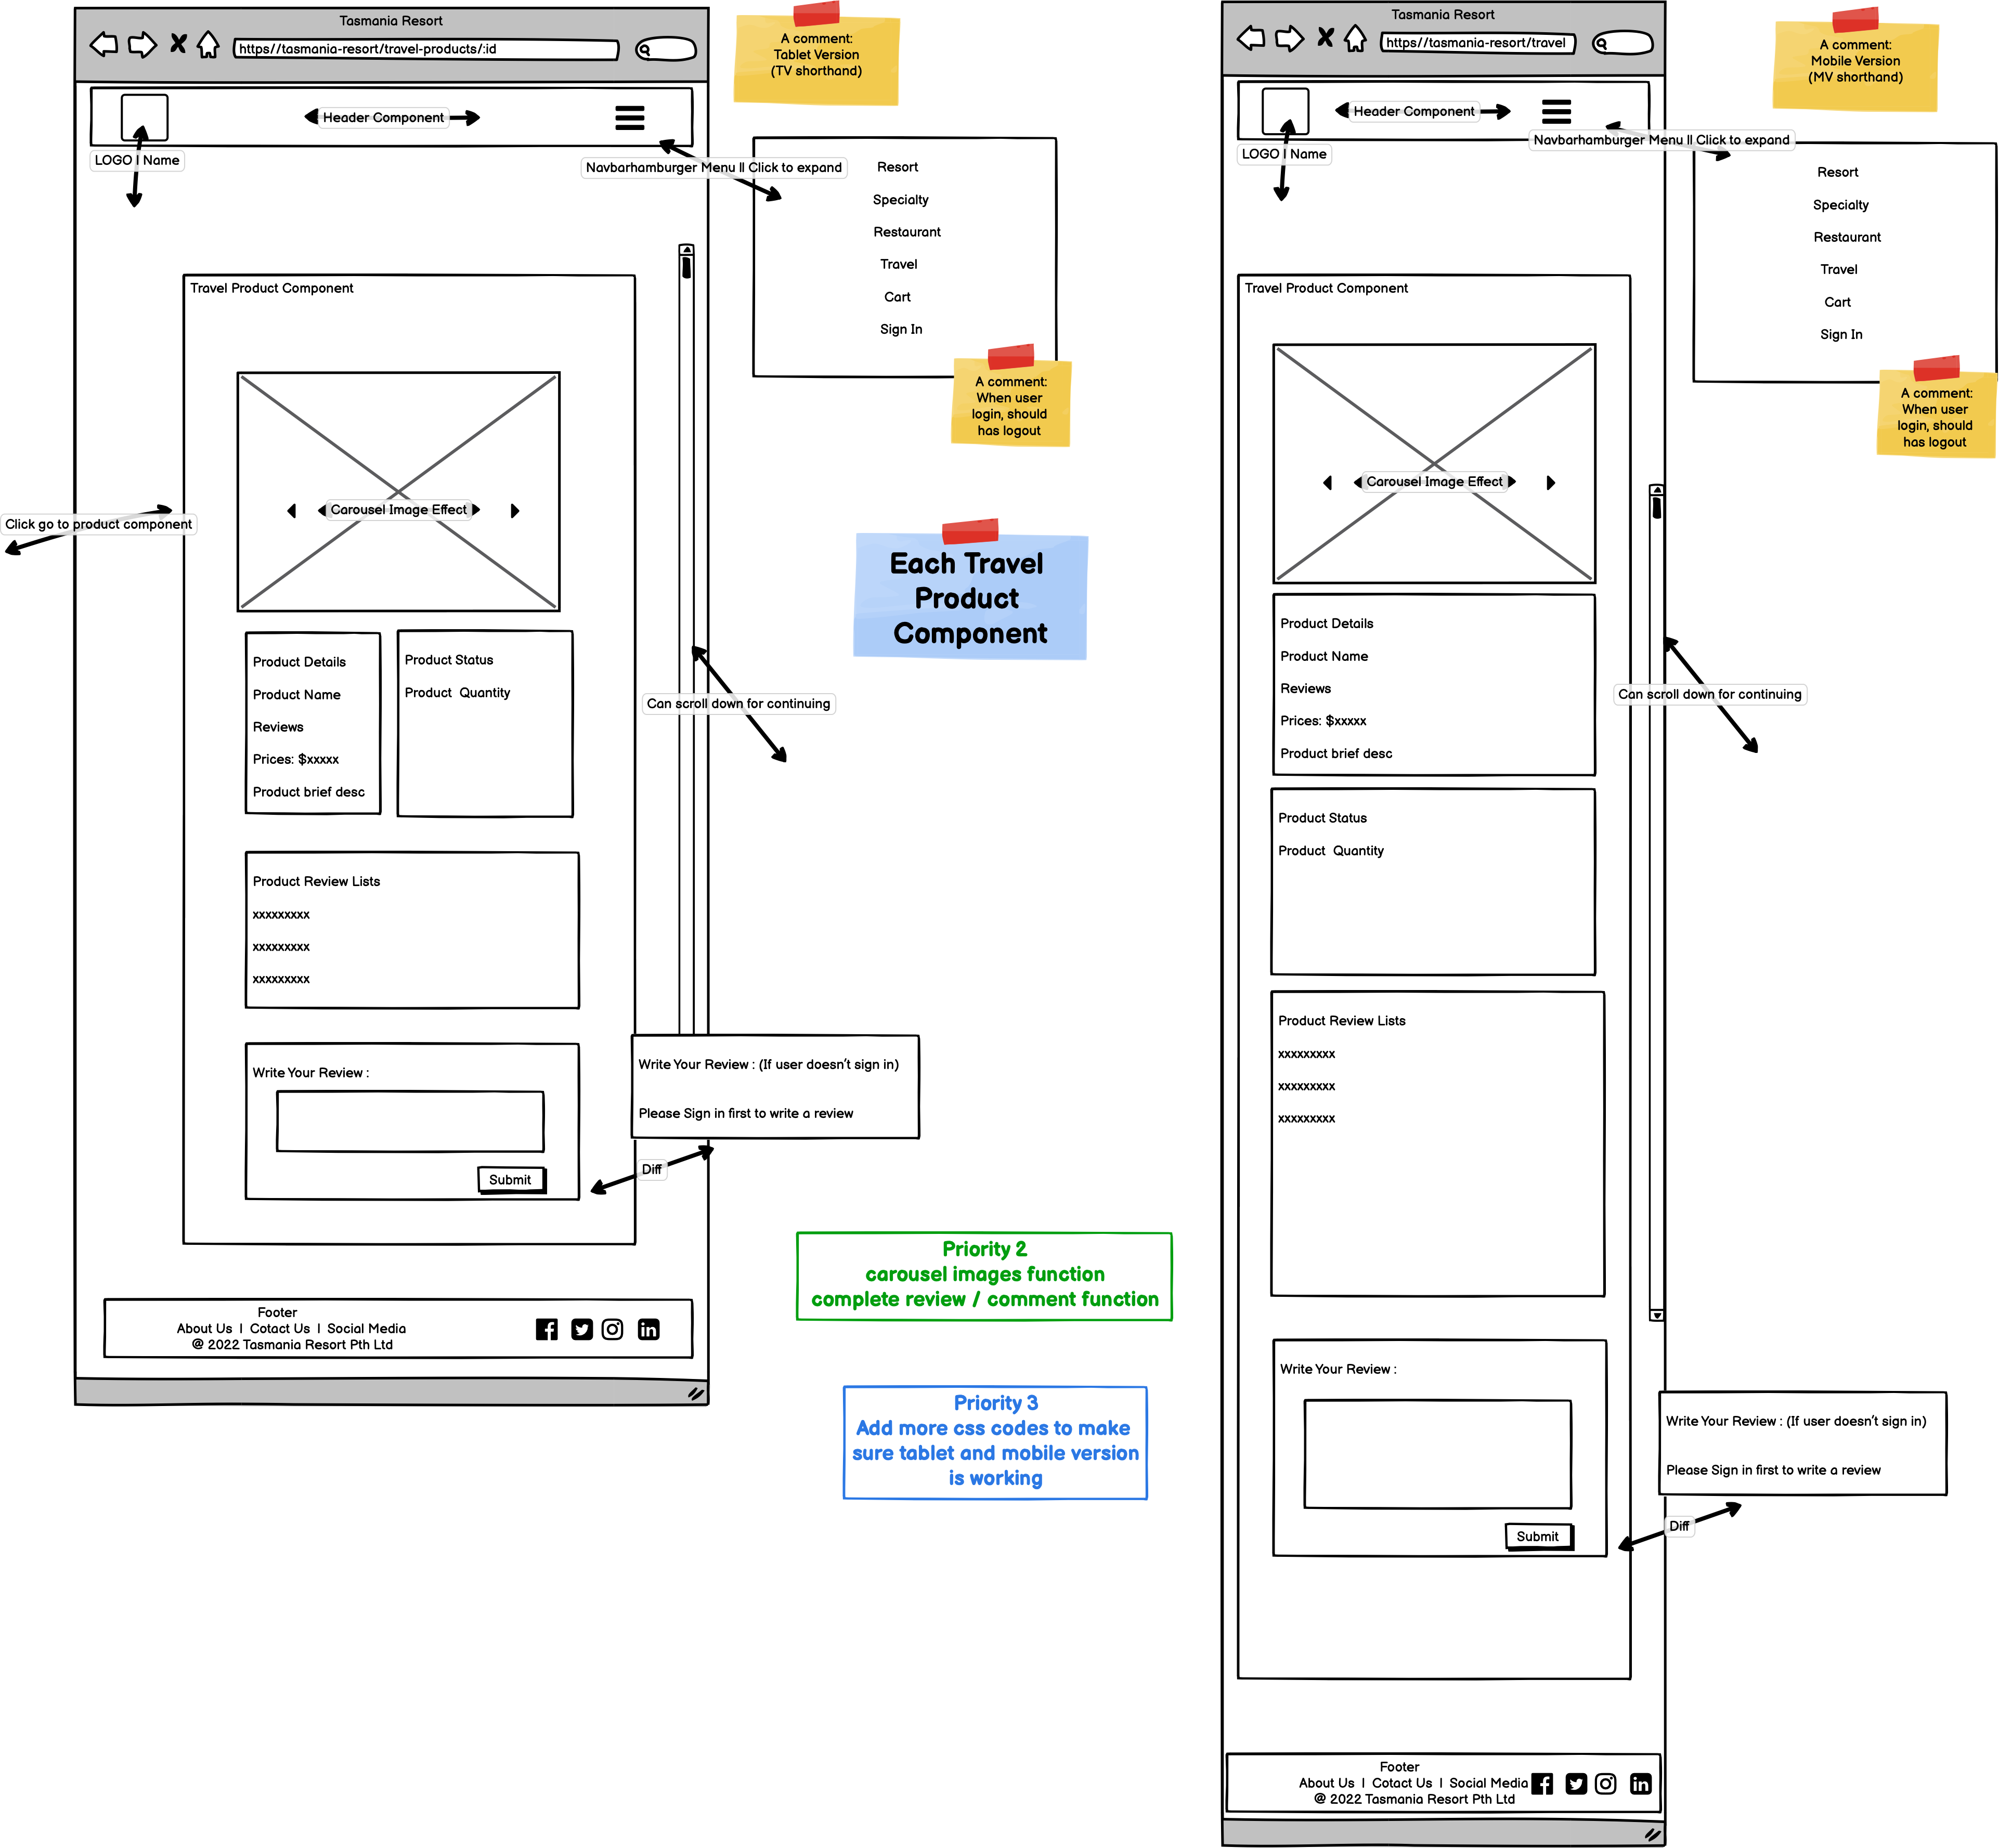 Tasmania Resort
https//tasmania-resort/travel-products/:id
Header Component
LOGO | Name
Navbarhamburger Menu || Click to expand
A comment:
Tablet Version
(TV shorthand)
Resort
Specialty
Restaurant
Travel
Cart
Sign In
A comment:
When user
login, should
has logout
Travel Product Component
Carousel Image Effect
Click go to product component
Each Travel
Product
Component
Product Details
Product Name
Reviews
Prices: $xxxxx
Product brief desc
Product Status
Product  Quantity
Can scroll down for continuing
Product Review Lists
xxxxxxxxx
xxxxxxxxx
xxxxxxxxx
Write Your Review :
Submit
Write Your Review : (If user doesn't sign in)
Please Sign in first to write a review
Diff
Footer
About Us  |  Cotact Us  |  Social Media
@ 2022 Tasmania Resort Pth Ltd
Priority 2
carousel images function
complete review / comment function
Priority 3
Add more css codes to make
sure tablet and mobile version
is working
Tasmania Resort
https//tasmania-resort/travel
Header Component
LOGO | Name
Navbarhamburger Menu || Click to expand
A comment:
Mobile Version
(MV shorthand)
Resort
Specialty
Restaurant
Travel
Cart
Sign In
A comment:
When user
login, should
has logout
Travel Product Component
Carousel Image Effect
Product Details
Product Name
Reviews
Prices: $xxxxx
Product brief desc
Can scroll down for continuing
Product Status
Product  Quantity
Product Review Lists
xxxxxxxxx
xxxxxxxxx
xxxxxxxxx
Write Your Review :
Submit
Write Your Review : (If user doesn't sign in)
Please Sign in first to write a review
Diff
Footer
About Us  |  Cotact Us  |  Social Media
@ 2022 Tasmania Resort Pth Ltd